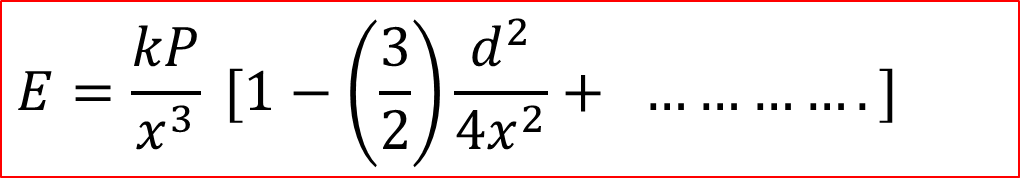 E = kP/x³ [1 − (3/2) d²/4x² + … … … … . ]